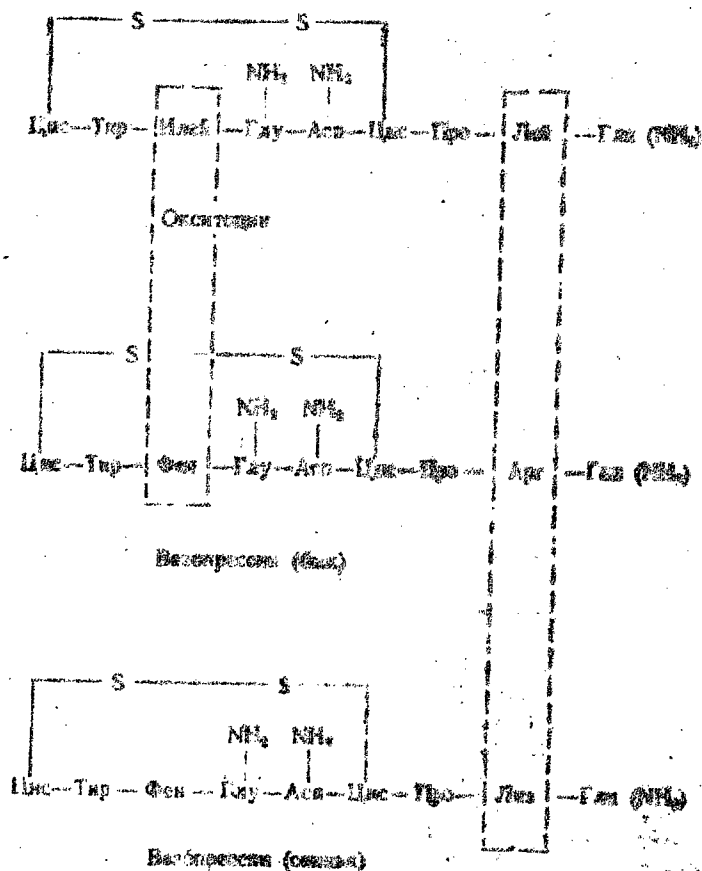 S S
NH₂ NH₂
Цис — Тир — Илей — Глу — Асп — Цис — Про — Лей — Гли (NH₂)
Окситоцин
S S
NH₂ NH₂
Цис — Тир — Фен — Глу — Асп — Цис — Про — Арг — Гли (NH₂)
Вазопрессин (бык)
S S
NH₂ NH₂
Цис — Тир — Фен — Глу — Асп — Цис — Про — Лиз — Гли (NH₂)
Вазопрессин (свинья)